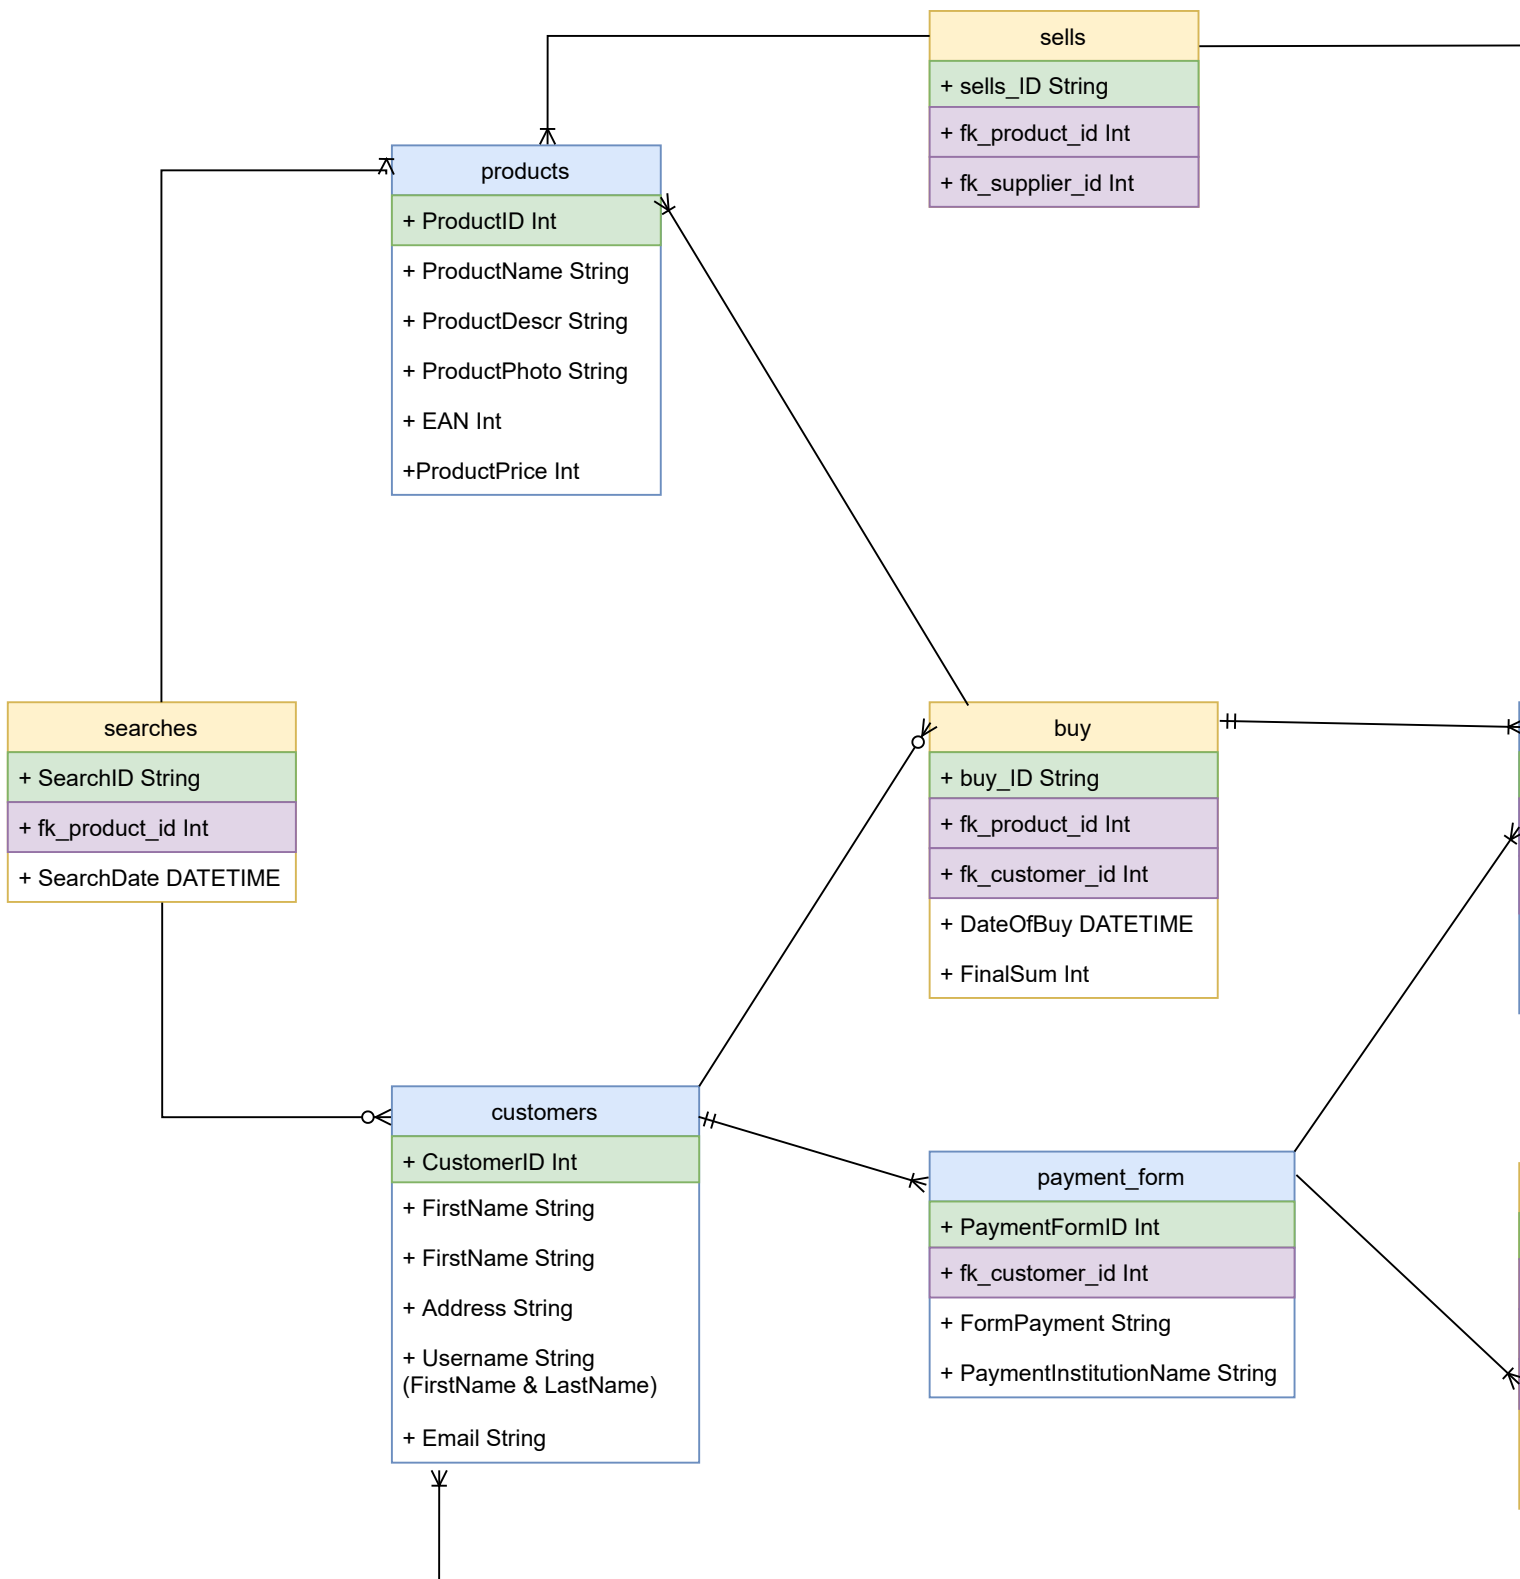 sells
+ sells_ID String
+ fk_product_id Int
+ fk_supplier_id Int
products
+ ProductID Int
+ ProductName String
+ ProductDescr String
+ ProductPhoto String
+ EAN Int
+ProductPrice Int
searches
+ SearchID String
+ fk_product_id Int
+ SearchDate DATETIME
buy
+ buy_ID String
+ fk_product_id Int
+ fk_customer_id Int
+ DateOfBuy DATETIME
+ FinalSum Int
customers
+ CustomerID Int
+ FirstName String
+ FirstName String
+ Address String
+ Username String
(FirstName & LastName)
+ Email String
payment_form
+ PaymentFormID Int
+ fk_customer_id Int
+ FormPayment String
+ PaymentInstitutionName String